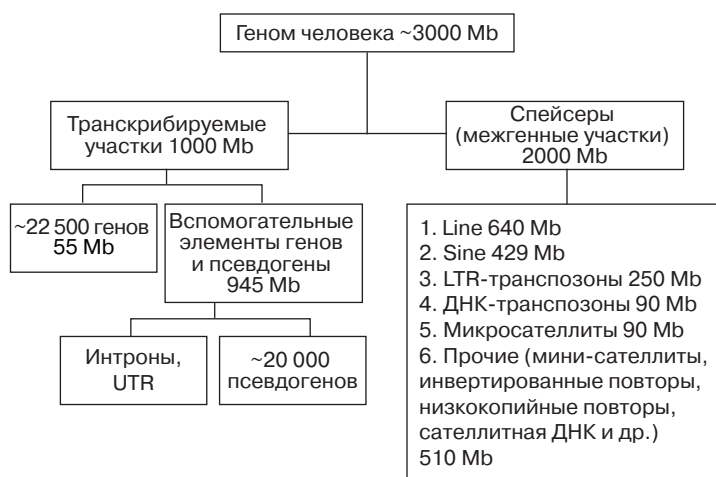 Геном человека ~3000 Mb
Транскрибируемые
участки 1000 Mb
Спейсеры
(межгенные участки)
2000 Mb
~22 500 генов
55 Mb
Вспомогательные
элементы генов
и псевдогены
945 Mb
Интроны,
UTR
~20 000
псевдогенов
1. Line 640 Mb
2. Sine 429 Mb
3. LTR-транспозоны 250 Mb
4. ДНК-транспозоны 90 Mb
5. Микросателлиты 90 Mb
6. Прочие (мини-сателлиты,
инвертированные повторы,
низкокопийные повторы,
сателлитная ДНК и др.)
510 Mb